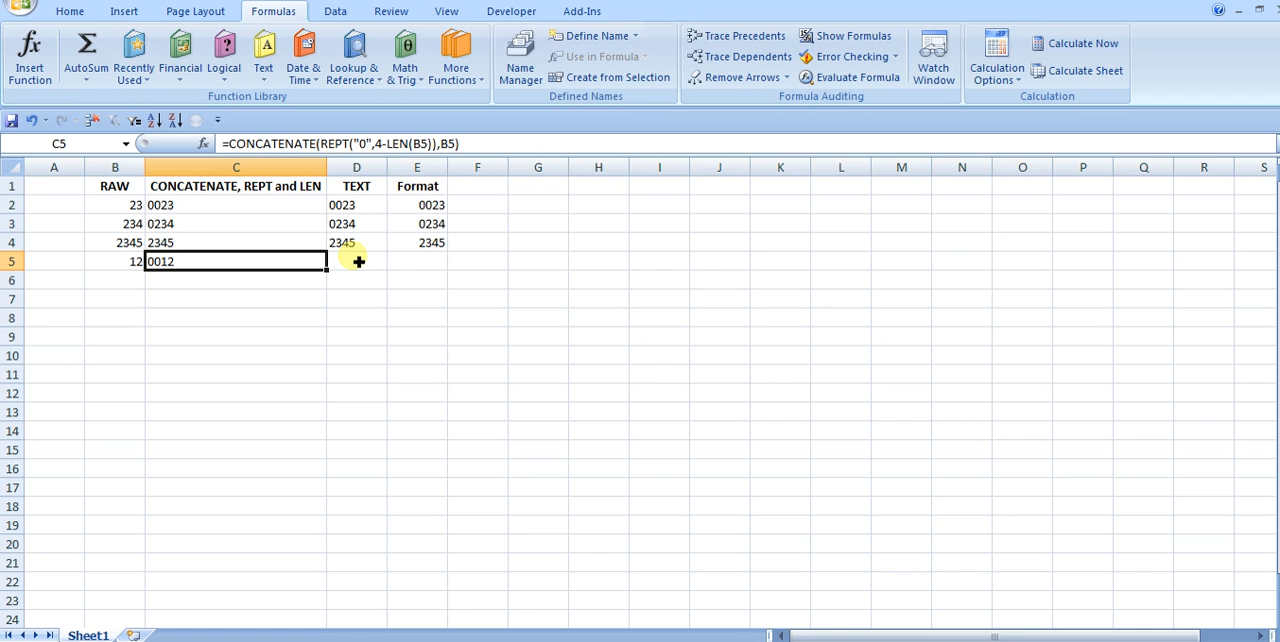 Home Insert Page Layout Formulas Data Review View Developer Add-Ins
fx Insert Function
Σ AutoSum
Recently Used
Financial
Logical
Text
Date & Time
Lookup & Reference
Math & Trig
More Functions
Function Library
Name Manager
Define Name
Use in Formula
Create from Selection
Defined Names
Trace Precedents
Trace Dependents
Remove Arrows
Show Formulas
Error Checking
Evaluate Formula
Watch Window
Formula Auditing
Calculation Options
Calculate Now
Calculate Sheet
Calculation
C5 fx =CONCATENATE(REPT("0",4-LEN(B5)),B5)
A B C D E F G H I J K L M N O P Q R S
1 RAW CONCATENATE, REPT and LEN TEXT Format
2 23 0023 0023 0023
3 234 0234 0234 0234
4 2345 2345 2345 2345
5 12 0012
6
7
8
9
10
11
12
13
14
15
16
17
18
19
20
21
22
23
24
Sheet1